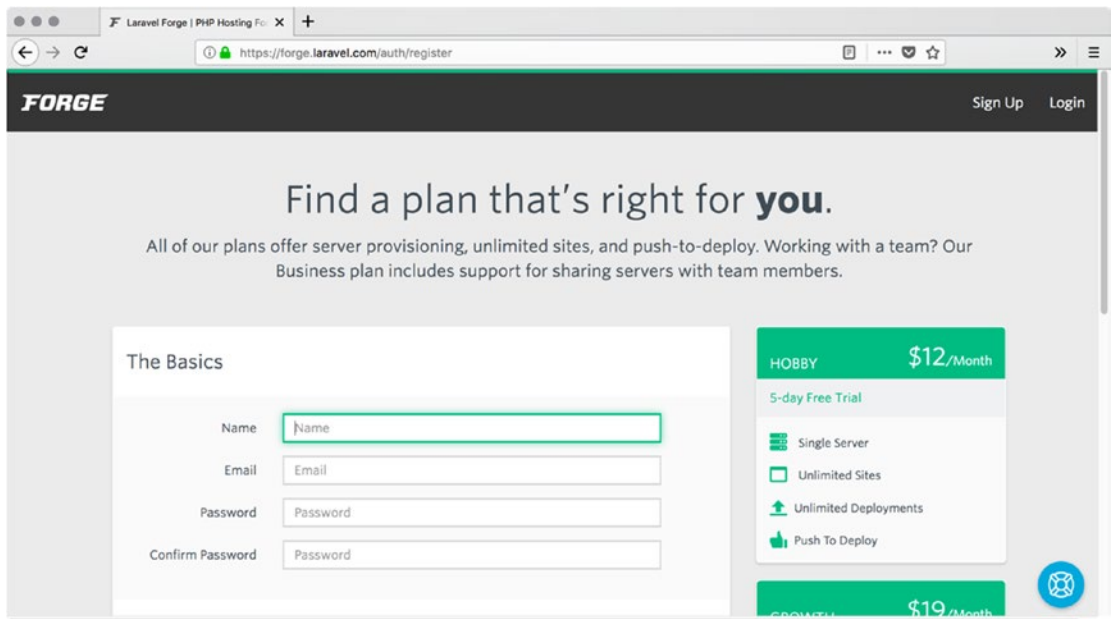 Laravel Forge | PHP Hosting Fo
https://forge.laravel.com/auth/register
FORGE
Sign Up Login
Find a plan that's right for you.
All of our plans offer server provisioning, unlimited sites, and push-to-deploy. Working with a team? Our
Business plan includes support for sharing servers with team members.
The Basics
Name Name
Email Email
Password Password
Confirm Password Password
HOBBY $12/Month
5-day Free Trial
Single Server
Unlimited Sites
Unlimited Deployments
Push To Deploy
GROWTH $19/Month